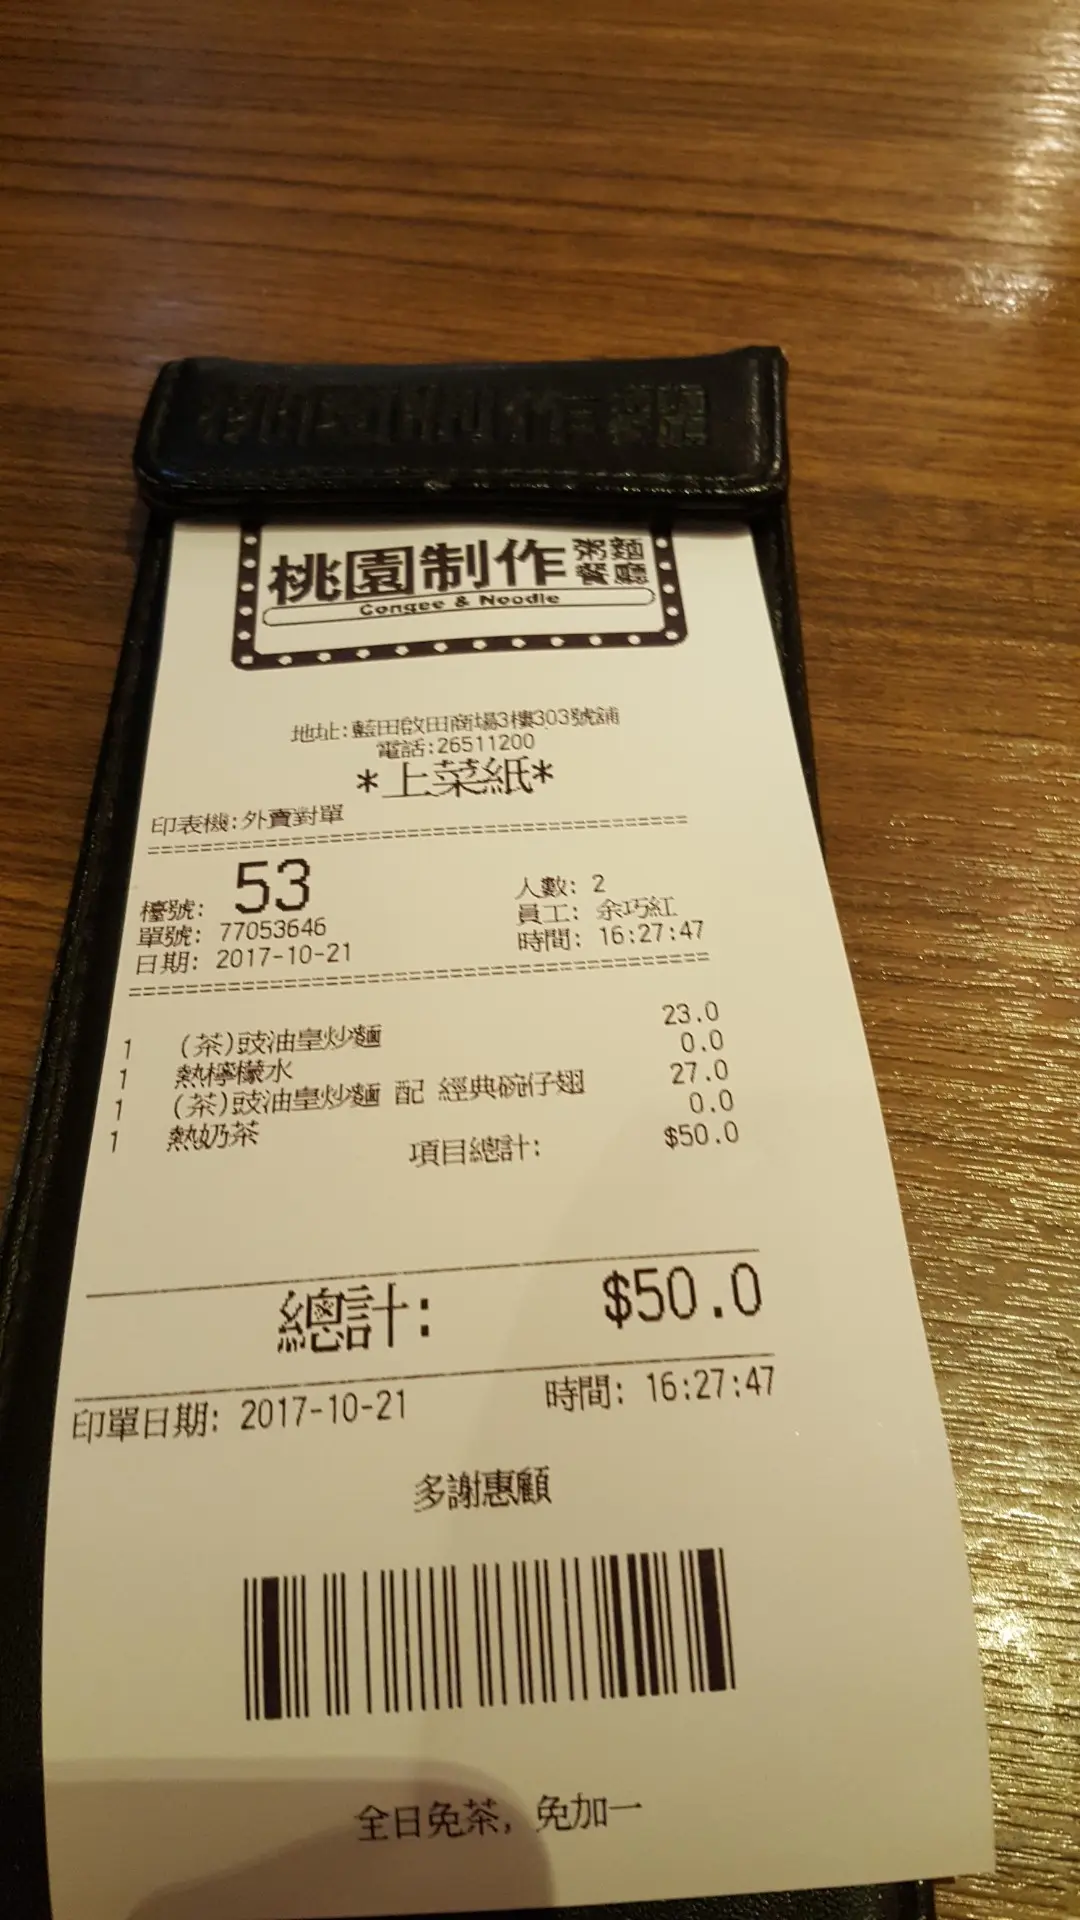 桃園制作 粥麵餐廳
Congee & Noodle
地址:藍田啟田商場3樓303號舖
電話:26511200
*上菜紙*
印表機:外賣對單
檯號: 53 人數: 2
單號: 77053646 員工: 余巧紅
日期: 2017-10-21 時間: 16:27:47
1 (茶)豉油皇炒麵 23.0
1 熱檸檬水 0.0
1 (茶)豉油皇炒麵 配 經典碗仔翅 27.0
1 熱奶茶 0.0
項目總計: $50.0
總計: $50.0
印單日期: 2017-10-21 時間: 16:27:47
多謝惠顧
全日免茶, 免加一